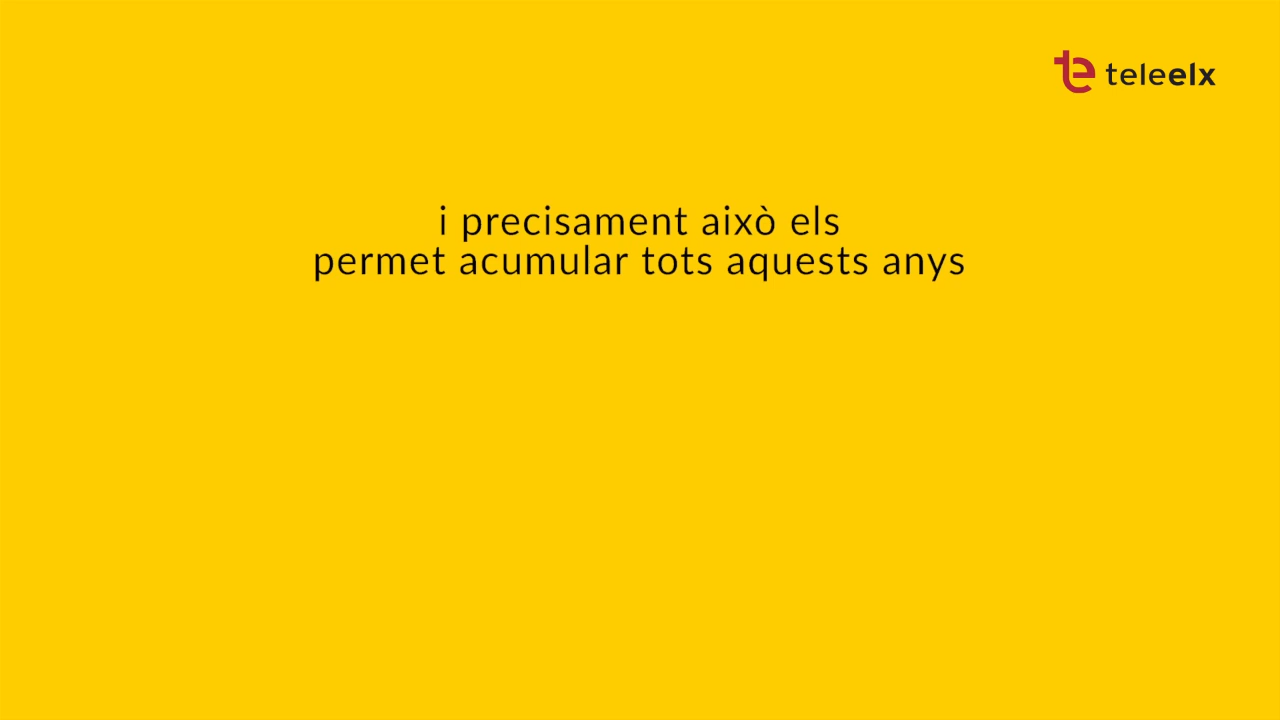 teleelx
i precisament això els
permet acumular tots aquests anys